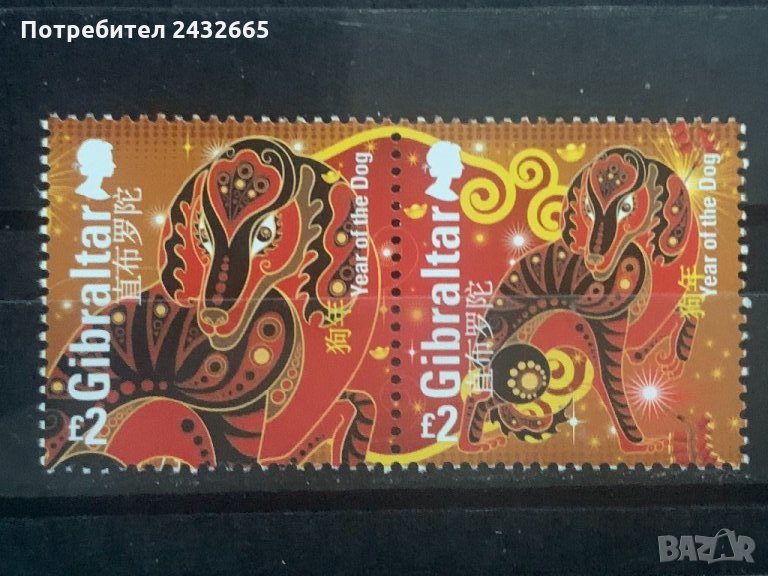 Потребител 2432665
£2 Gibraltar
直布罗陀
狗年
Year of the Dog
£2 Gibraltar
直布罗陀
狗年
Year of the Dog
BAZAR